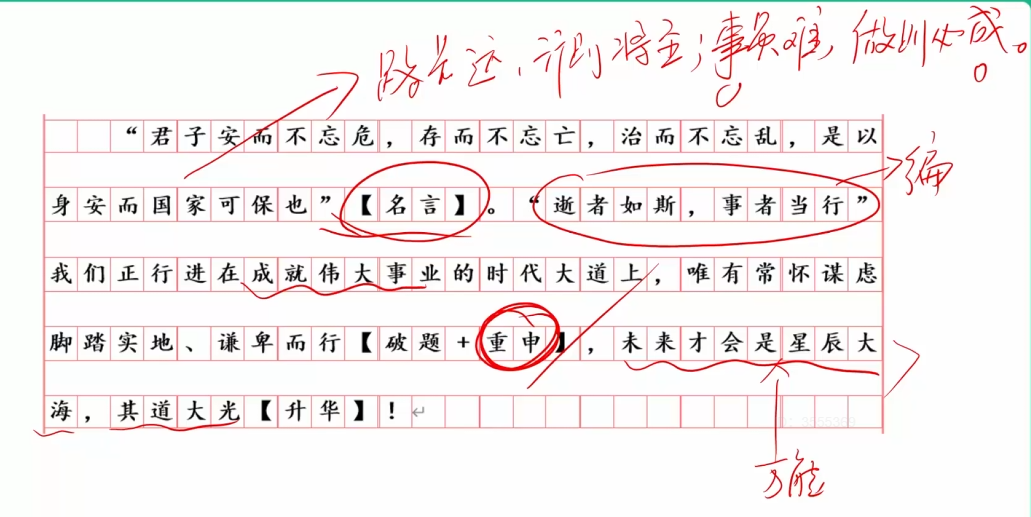 路虽远，行则将至；事虽难，做则必成。
“君子安而不忘危，存而不忘亡，治而不忘乱，是以
编
身安而国家可保也”【名言】。“逝者如斯，事者当行”
我们正行进在成就伟大事业的时代大道上，唯有常怀谋虑
脚踏实地、谦卑而行【破题+重申】，未来才会是星辰大
海，其道大光【升华】！
方能